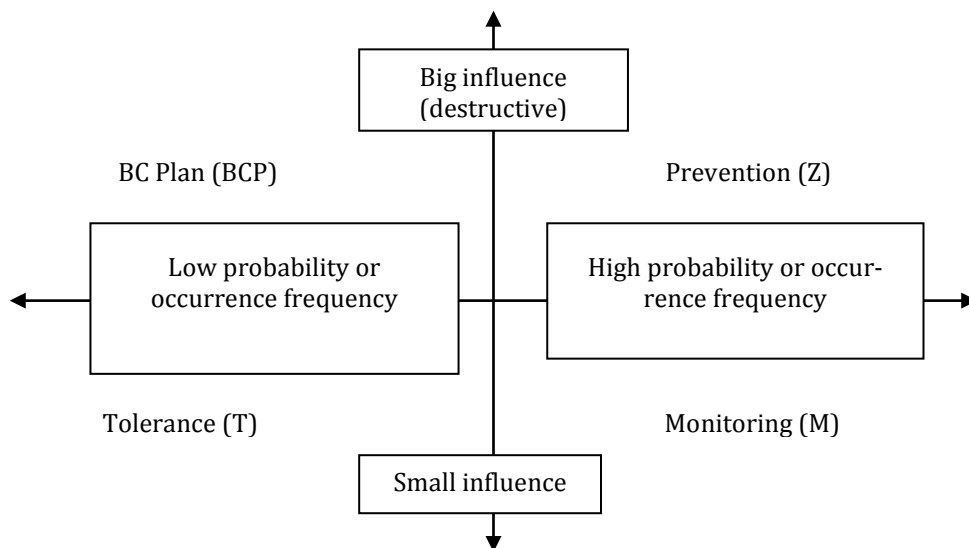 Big influence
(destructive)
BC Plan (BCP)
Prevention (Z)
Low probability or
occurrence frequency
High probability or occur-
rence frequency
Tolerance (T)
Monitoring (M)
Small influence